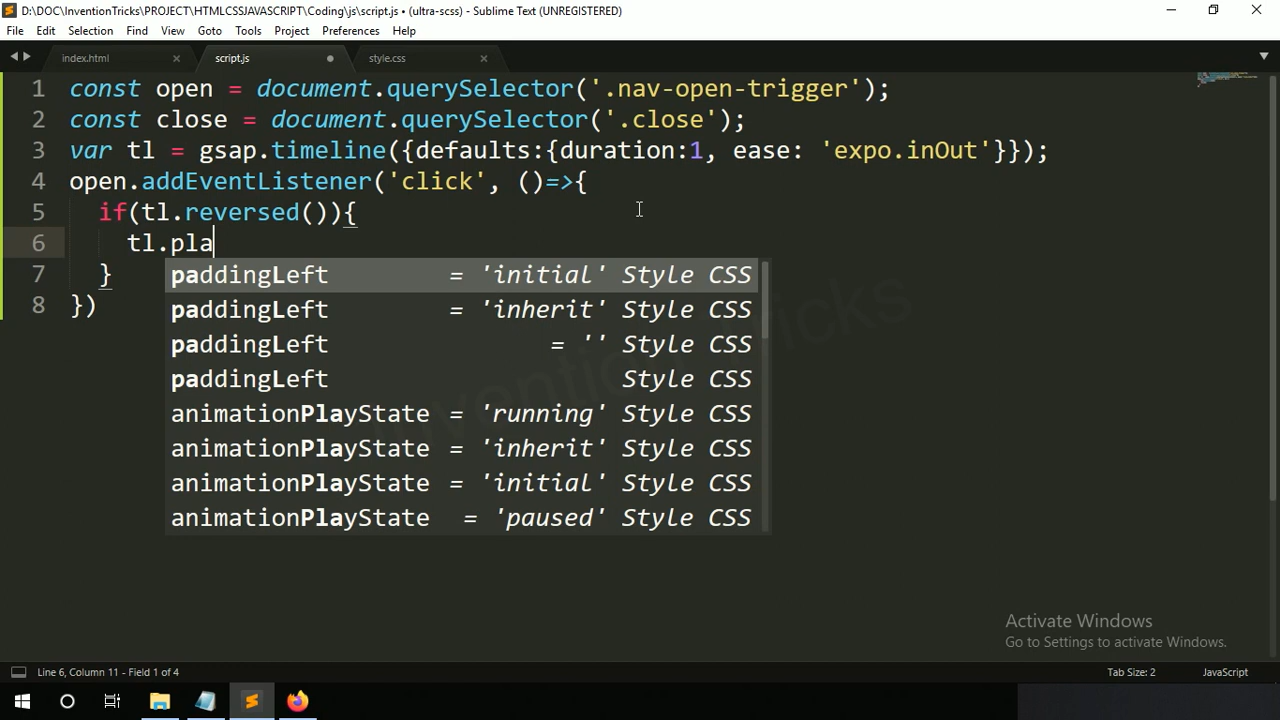 D:\DOC\InventionTricks\PROJECT\HTMLCSSJAVASCRIPT\Coding\js\script.js • (ultra-scss) - Sublime Text (UNREGISTERED)
File Edit Selection Find View Goto Tools Project Preferences Help
index.html script.js style.css
1 const open = document.querySelector('.nav-open-trigger');
2 const close = document.querySelector('.close');
3 var tl = gsap.timeline({defaults:{duration:1, ease: 'expo.inOut'}});
4 open.addEventListener('click', ()=>{
5 if(tl.reversed()){
6 tl.pla
7 }
8 })
paddingLeft = 'initial' Style CSS
paddingLeft = 'inherit' Style CSS
paddingLeft = '' Style CSS
paddingLeft Style CSS
animationPlayState = 'running' Style CSS
animationPlayState = 'inherit' Style CSS
animationPlayState = 'initial' Style CSS
animationPlayState = 'paused' Style CSS
Invention Tricks
Activate Windows
Go to Settings to activate Windows.
Line 6, Column 11 - Field 1 of 4 Tab Size: 2 JavaScript